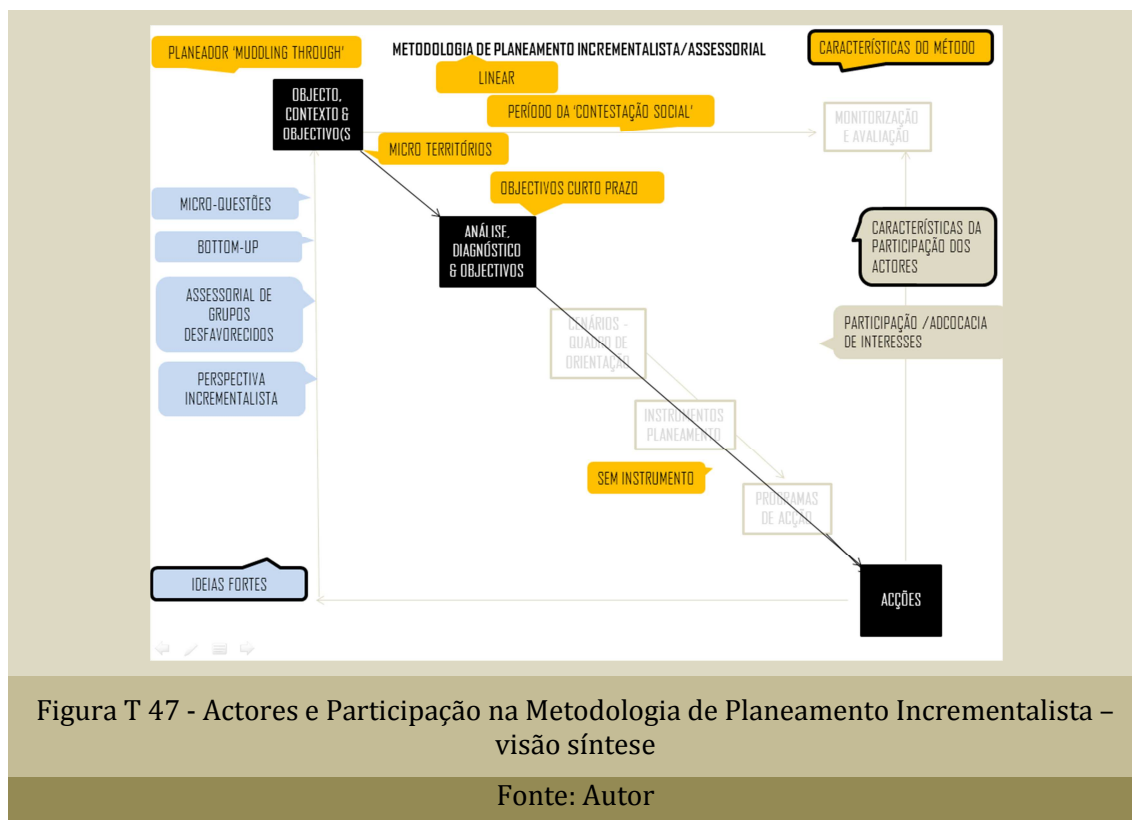 PLANEADOR 'MUDDLING THROUGH'
METODOLOGIA DE PLANEAMENTO INCREMENTALISTA/ASSESSORIAL
CARACTERÍSTICAS DO MÉTODO
LINEAR
OBJECTO,
CONTEXTO &
OBJECTIVO(S
PERÍODO DA 'CONTESTAÇÃO SOCIAL'
MONITORIZAÇÃO
E AVALIAÇÃO
MICRO TERRITÓRIOS
OBJECTIVOS CURTO PRAZO
MICRO-QUESTÕES
BOTTOM-UP
ANÁLISE,
DIAGNÓSTICO
& OBJECTIVOS
CARACTERÍSTICAS DA
PARTICIPAÇÃO DOS
ACTORES
ASSESSORIAL DE
GRUPOS
DESFAVORECIDOS
CENÁRIOS -
QUADRO DE
ORIENTAÇÃO
PARTICIPAÇÃO /ADCOCACIA
DE INTERESSES
PERSPECTIVA
INCREMENTALISTA
INSTRUMENTOS
PLANEAMENTO
SEM INSTRUMENTO
PROGRAMAS
DE ACÇÃO
IDEIAS FORTES
ACÇÕES
Figura T 47 - Actores e Participação na Metodologia de Planeamento Incrementalista –
visão síntese
Fonte: Autor